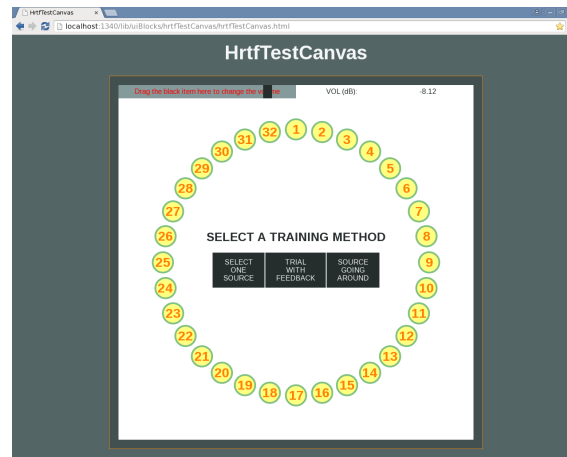 HrtfTestCanvas
localhost:1340/lib/uiBlocks/hrtfTestCanvas/hrtfTestCanvas.html
HrtfTestCanvas
Drag the black item here to change the me
VOL (dB):
-8.12
1
2
3
4
5
6
7
8
9
10
11
12
13
14
15
16
17
18
19
20
21
22
23
24
25
26
27
28
29
30
31
32
SELECT A TRAINING METHOD
SELECT
ONE
SOURCE
TRIAL
WITH
FEEDBACK
SOURCE
GOING
AROUND